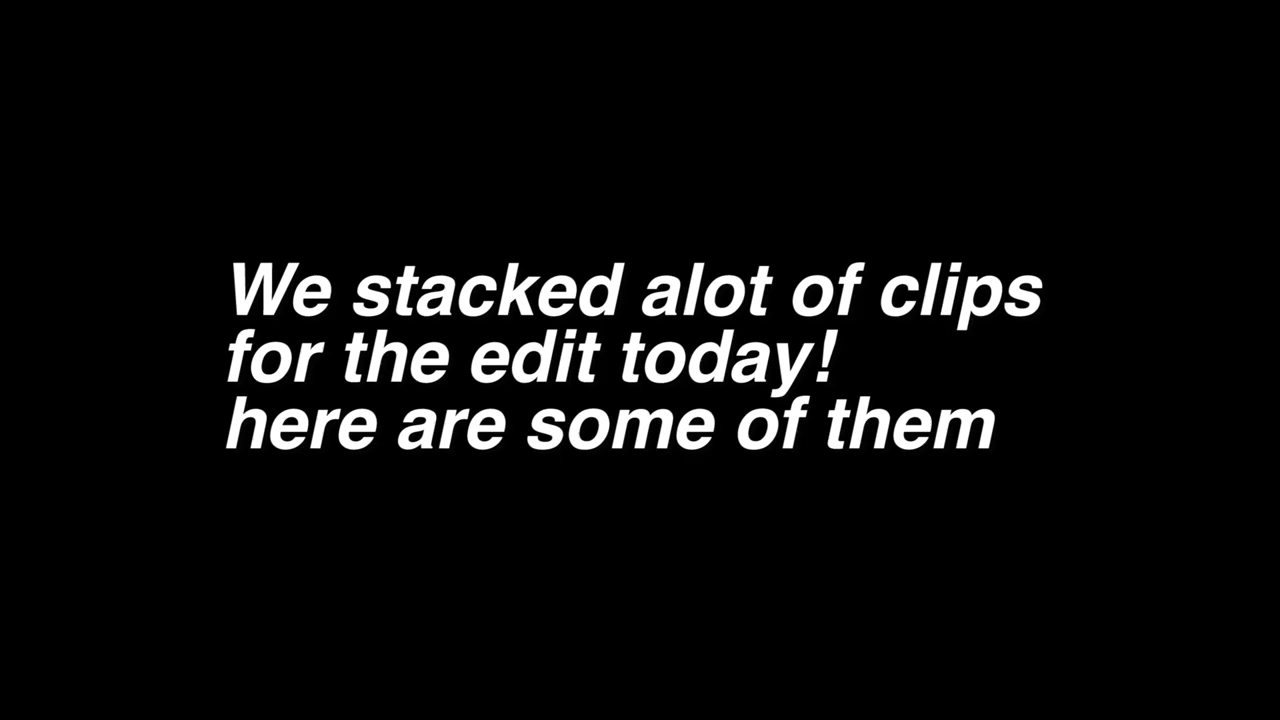 We stacked alot of clips
for the edit today!
here are some of them